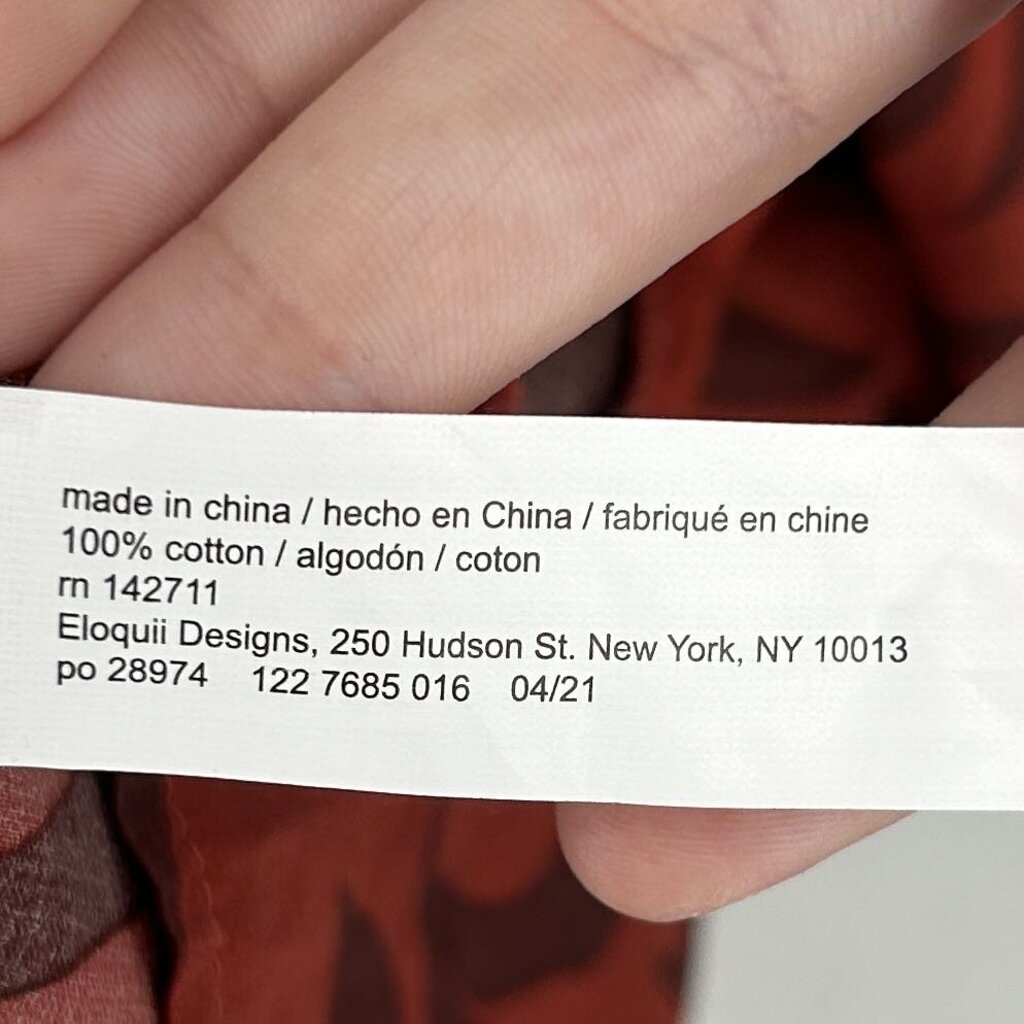 made in china / hecho en China / fabriqué en chine
100% cotton / algodón / coton
rn 142711
Eloquii Designs, 250 Hudson St. New York, NY 10013
po 28974 122 7685 016 04/21